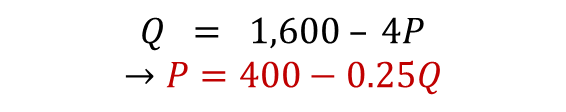 Q = 1,600 – 4P
→ P = 400 − 0.25Q